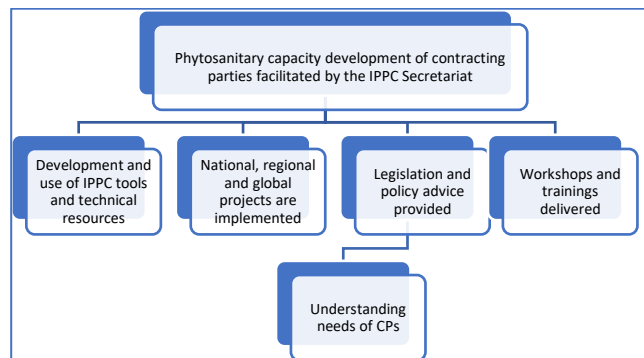 Phytosanitary capacity development of contracting
parties facilitated by the IPPC Secretariat
Development and
use of IPPC tools
and technical
resources
National, regional
and global
projects are
implemented
Legislation and
policy advice
provided
Workshops and
trainings
delivered
Understanding
needs of CPs